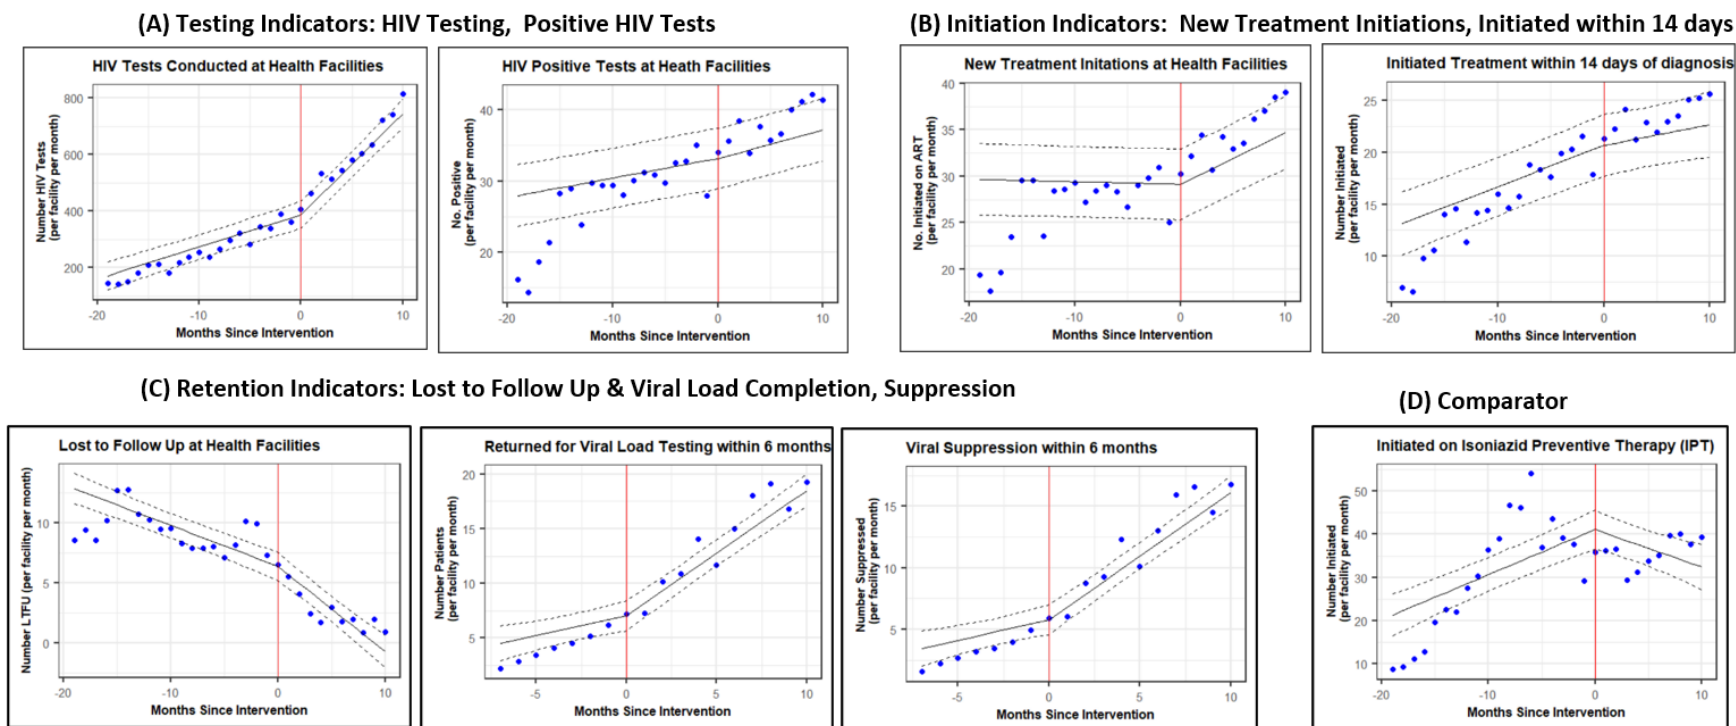 (A) Testing Indicators: HIV Testing, Positive HIV Tests
(B) Initiation Indicators: New Treatment Initiations, Initiated within 14 days
HIV Tests Conducted at Health Facilities
Number HIV Tests
(per facility per month)
800
600
400
200
-20
-10
0
10
Months Since Intervention
HIV Positive Tests at Heath Facilities
No. Positive
(per facility per month)
40
30
20
-20
-10
0
10
Months Since Intervention
New Treatment Initations at Health Facilities
No. Initiated on ART
(per facility per month)
40
35
30
25
20
-20
-10
0
10
Months Since Intervention
Initiated Treatment within 14 days of diagnosis
Number Initiated
(per facility per month)
25
20
15
10
-20
-10
0
10
Months Since Intervention
(C) Retention Indicators: Lost to Follow Up & Viral Load Completion, Suppression
(D) Comparator
Lost to Follow Up at Health Facilities
Number LTFU (per facility per month)
10
5
0
-20
-10
0
10
Months Since Intervention
Returned for Viral Load Testing within 6 months
Number Patients
(per facility per month)
20
15
10
5
-5
0
5
10
Months Since Intervention
Viral Suppression within 6 months
Number Suppressed
(per facility per month)
15
10
5
-5
0
5
10
Months Since Intervention
Initiated on Isoniazid Preventive Therapy (IPT)
Number Initiated
(per facility per month)
50
40
30
20
10
-20
-10
0
10
Months Since Intervention